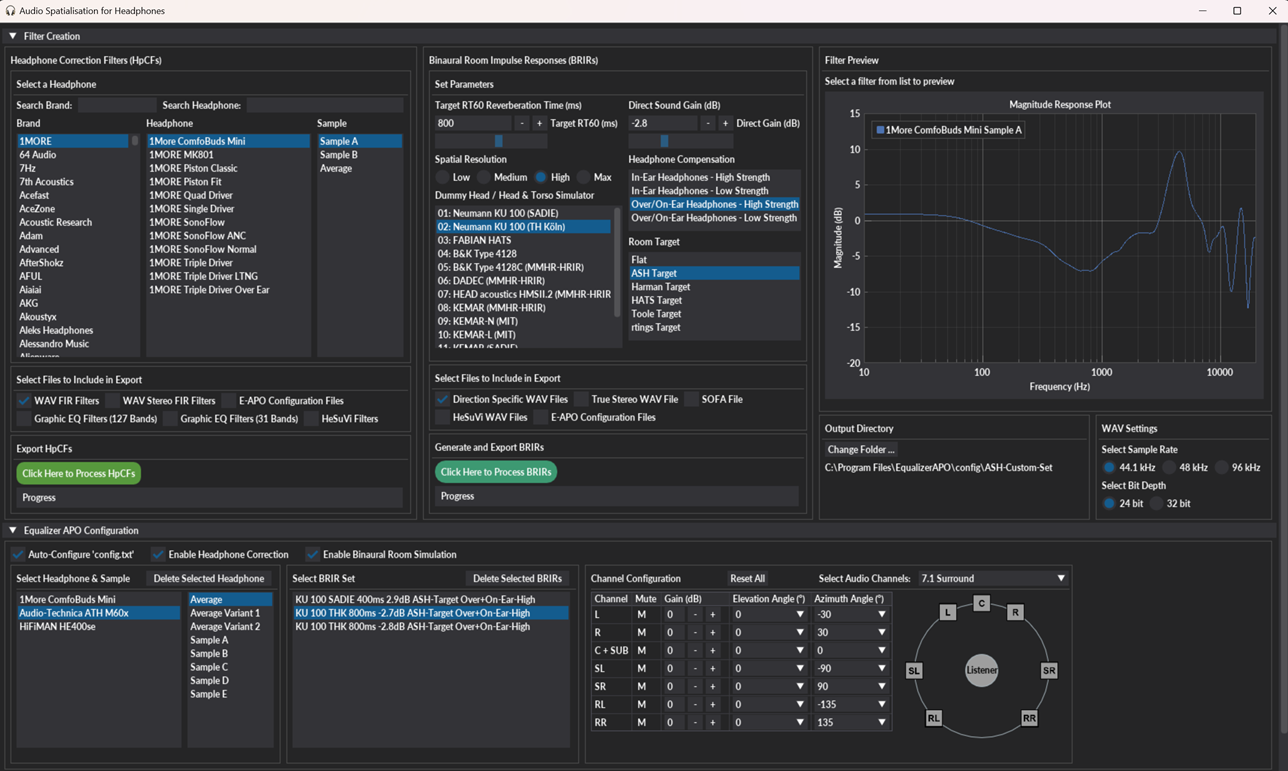 Audio Spatialisation for Headphones
Filter Creation
Headphone Correction Filters (HpCFs)
Select a Headphone
Search Brand: Search Headphone:
Brand Headphone Sample
1MORE 1More ComfoBuds Mini Sample A
64 Audio 1MORE MK801 Sample B
7Hz 1MORE Piston Classic Average
7th Acoustics 1MORE Piston Fit
Acefast 1MORE Quad Driver
AceZone 1MORE Single Driver
Acoustic Research 1MORE SonoFlow
Adam 1MORE SonoFlow ANC
Advanced 1MORE SonoFlow Normal
AfterShokz 1MORE Triple Driver
AFUL 1MORE Triple Driver LTNG
Aiaiai 1MORE Triple Driver Over Ear
AKG
Akoustyx
Aleks Headphones
Alessandro Music
Alienware
Select Files to Include in Export
WAV FIR Filters WAV Stereo FIR Filters E-APO Configuration Files
Graphic EQ Filters (127 Bands) Graphic EQ Filters (31 Bands) HeSuVi Filters
Export HpCFs
Click Here to Process HpCFs
Progress
Binaural Room Impulse Responses (BRIRs)
Set Parameters
Target RT60 Reverberation Time (ms) Direct Sound Gain (dB)
800 - + Target RT60 (ms) -2.8 - + Direct Gain (dB)
Spatial Resolution
Low Medium High Max
Dummy Head / Head & Torso Simulator
01: Neumann KU 100 (SADIE)
02: Neumann KU 100 (TH Köln)
03: FABIAN HATS
04: B&K Type 4128
05: B&K Type 4128C (MMHR-HRIR)
06: DADEC (MMHR-HRIR)
07: HEAD acoustics HMSII.2 (MMHR-HRIR
08: KEMAR (MMHR-HRIR)
09: KEMAR-N (MIT)
10: KEMAR-L (MIT)
11: KEMAR (SADIE)
Headphone Compensation
In-Ear Headphones - High Strength
In-Ear Headphones - Low Strength
Over/On-Ear Headphones - High Strength
Over/On-Ear Headphones - Low Strength
Room Target
Flat
ASH Target
Harman Target
HATS Target
Toole Target
rtings Target
Select Files to Include in Export
Direction Specific WAV Files True Stereo WAV File SOFA File
HeSuVi WAV Files E-APO Configuration Files
Generate and Export BRIRs
Click Here to Process BRIRs
Progress
Filter Preview
Select a filter from list to preview
Magnitude Response Plot
1More ComfoBuds Mini Sample A
Magnitude (dB)
15
10
5
0
-5
-10
-15
-20
10 100 1000 10000
Frequency (Hz)
Output Directory
Change Folder ...
C:\Program Files\EqualizerAPO\config\ASH-Custom-Set
WAV Settings
Select Sample Rate
44.1 kHz 48 kHz 96 kHz
Select Bit Depth
24 bit 32 bit
Equalizer APO Configuration
Auto-Configure 'config.txt' Enable Headphone Correction Enable Binaural Room Simulation
Select Headphone & Sample Delete Selected Headphone
1More ComfoBuds Mini Average
Audio-Technica ATH M60x Average Variant 1
HiFiMAN HE400se Average Variant 2
Sample A
Sample B
Sample C
Sample D
Sample E
Select BRIR Set Delete Selected BRIRs
KU 100 SADIE 400ms 2.9dB ASH-Target Over+On-Ear-High
KU 100 THK 800ms -2.7dB ASH-Target Over+On-Ear-High
KU 100 THK 800ms -2.8dB ASH-Target Over+On-Ear-High
Channel Configuration Reset All Select Audio Channels: 7.1 Surround
Channel Mute Gain (dB) Elevation Angle (°) Azimuth Angle (°)
L M 0 - + 0 -30
R M 0 - + 0 30
C + SUB M 0 - + 0 0
SL M 0 - + 0 -90
SR M 0 - + 0 90
RL M 0 - + 0 -135
RR M 0 - + 0 135
C
L R
SL Listener SR
RL RR